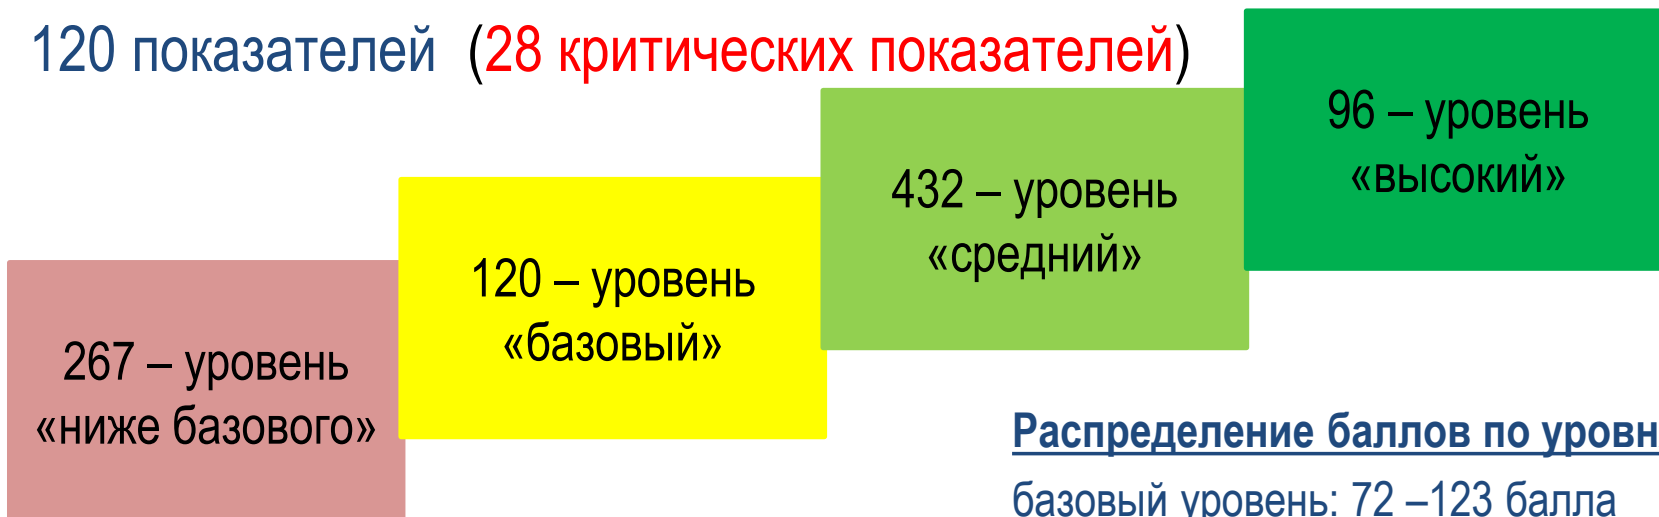 120 показателей (28 критических показателей)
96 – уровень
«высокий»
432 – уровень
«средний»
120 – уровень
«базовый»
267 – уровень
«ниже базового»
Распределение баллов по
базовый уровень: 72 –123 балла